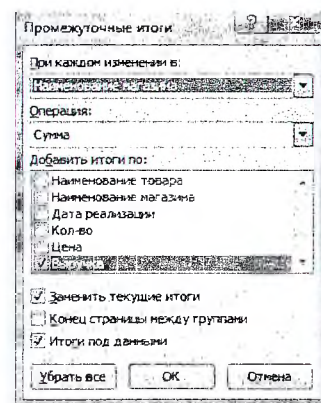 Промежуточные итоги
При каждом изменении в:
Наименование магазина
Операция:
Сумма
Добавить итоги по:
Наименование товара
Наименование магазина
Дата реализации
Кол-во
Цена
Выручка
Заменить текущие итоги
Конец страницы между группами
Итоги под данными
Убрать все
ОК
Отмена